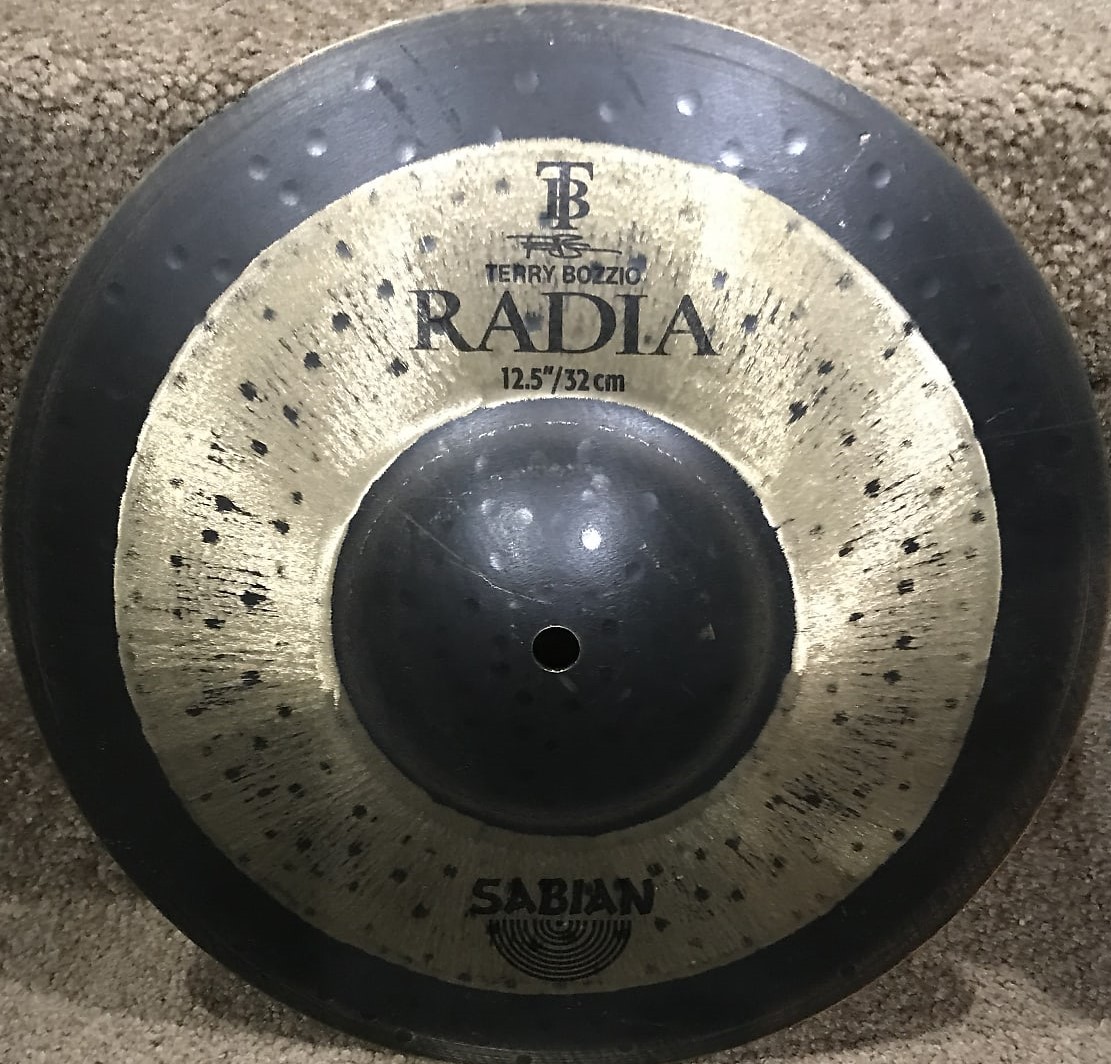 TB
TERRY BOZZIO
RADIA
12.5"/32cm
SABIAN